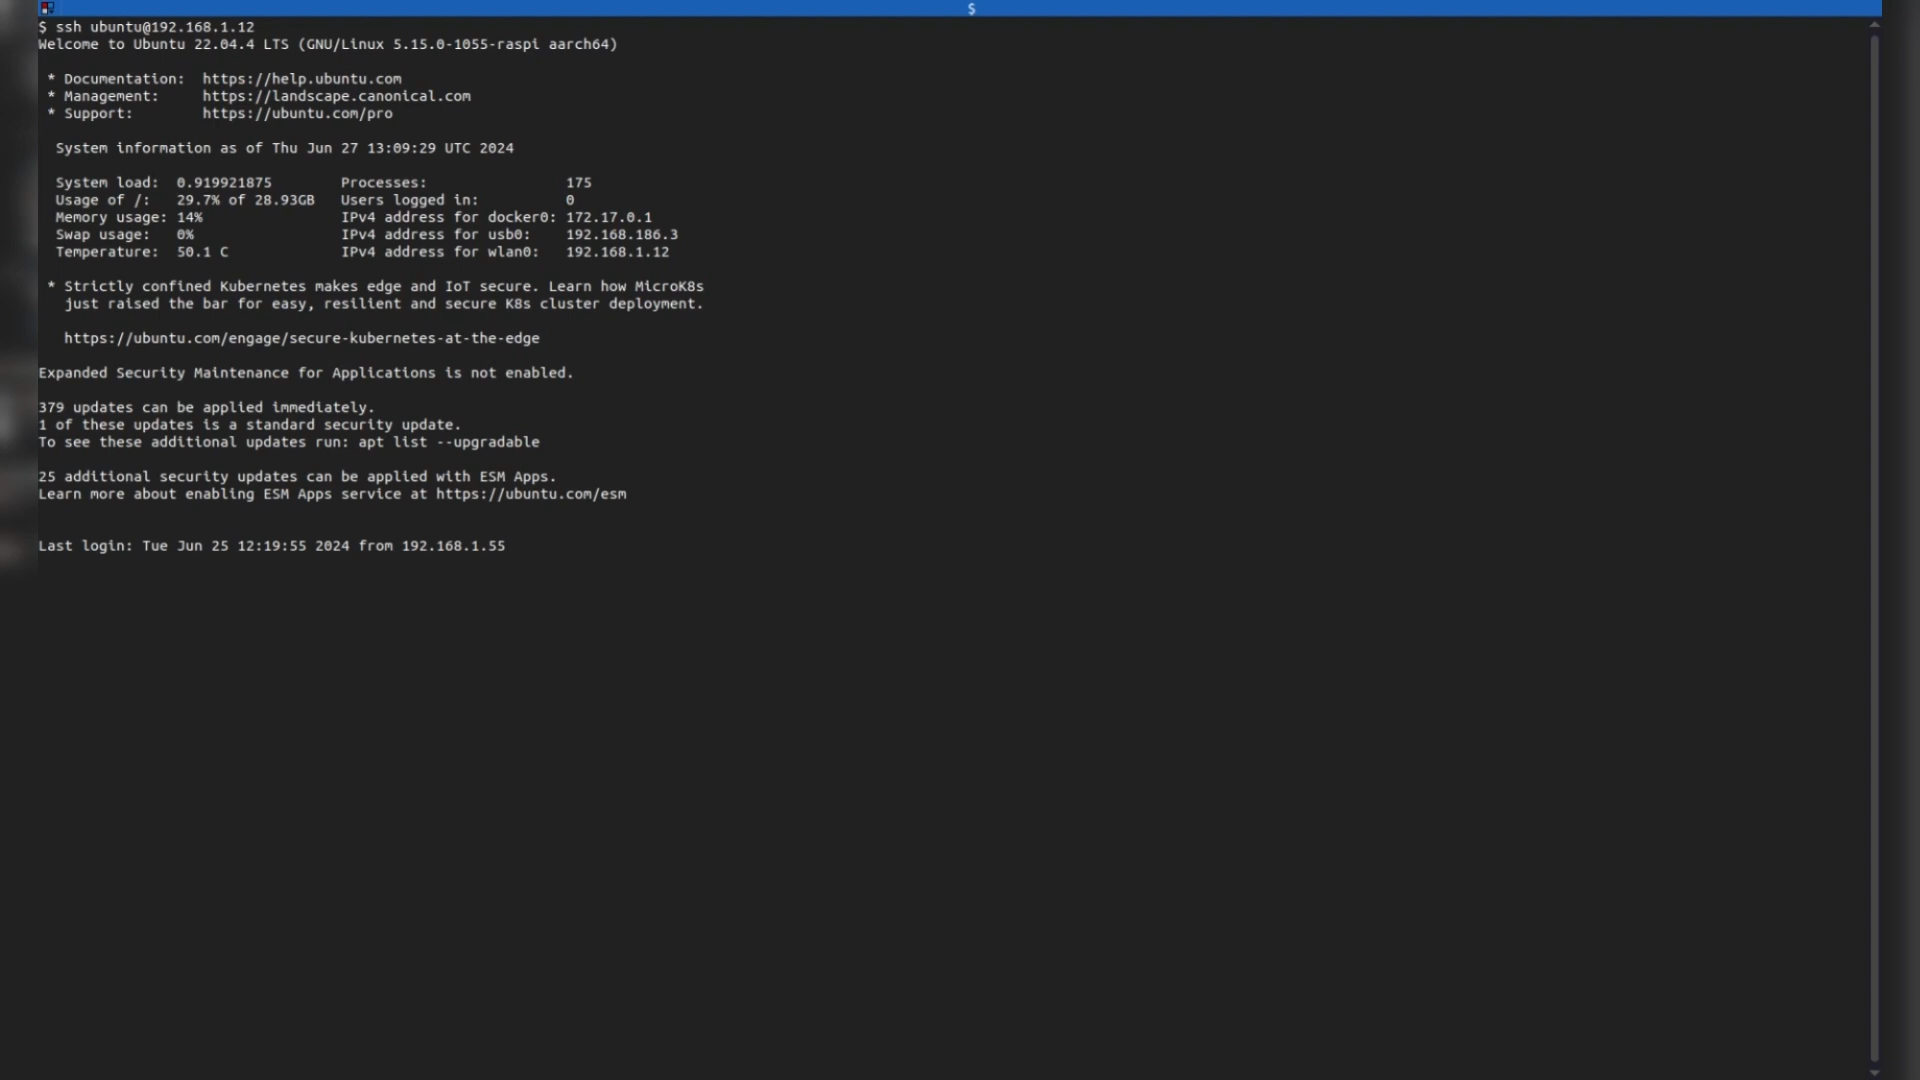 $
$ ssh ubuntu@192.168.1.12
Welcome to Ubuntu 22.04.4 LTS (GNU/Linux 5.15.0-1055-raspi aarch64)
* Documentation:  https://help.ubuntu.com
* Management:     https://landscape.canonical.com
* Support:        https://ubuntu.com/pro
System information as of Thu Jun 27 13:09:29 UTC 2024
System load:  0.919921875        Processes:                175
Usage of /:   29.7% of 28.93GB   Users logged in:          0
Memory usage: 14%                IPv4 address for docker0: 172.17.0.1
Swap usage:   0%                 IPv4 address for usb0:    192.168.186.3
Temperature:  50.1 C             IPv4 address for wlan0:   192.168.1.12
* Strictly confined Kubernetes makes edge and IoT secure. Learn how MicroK8s
just raised the bar for easy, resilient and secure K8s cluster deployment.
https://ubuntu.com/engage/secure-kubernetes-at-the-edge
Expanded Security Maintenance for Applications is not enabled.
379 updates can be applied immediately.
1 of these updates is a standard security update.
To see these additional updates run: apt list --upgradable
25 additional security updates can be applied with ESM Apps.
Learn more about enabling ESM Apps service at https://ubuntu.com/esm
Last login: Tue Jun 25 12:19:55 2024 from 192.168.1.55